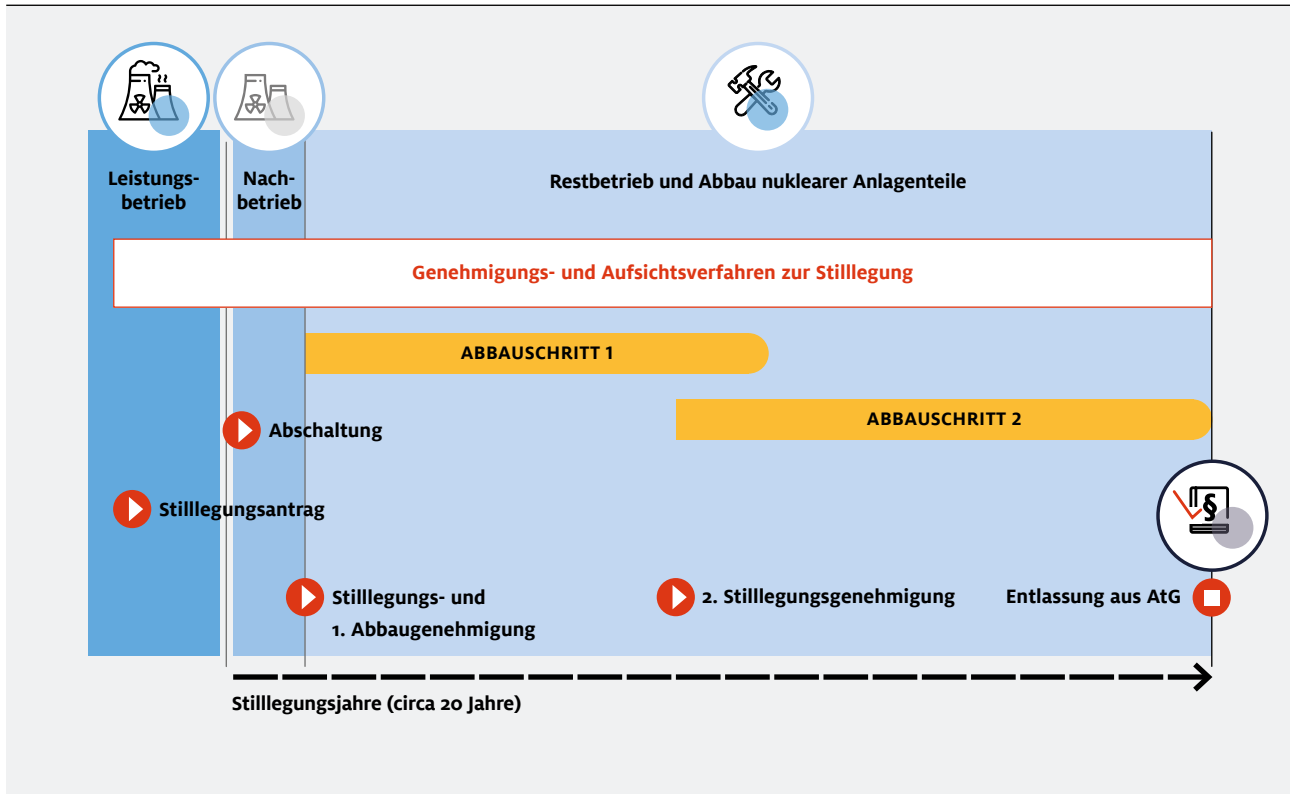 Leistungs-
betrieb
Nach-
betrieb
Restbetrieb und Abbau nuklearer Anlagenteile
Genehmigungs- und Aufsichtsverfahren zur Stilllegung
ABBAUSCHRITT 1
ABBAUSCHRITT 2
Abschaltung
Stilllegungsantrag
§
Stilllegungs- und
1. Abbaugenehmigung
2. Stilllegungsgenehmigung
Entlassung aus AtG
Stilllegungsjahre (circa 20 Jahre)